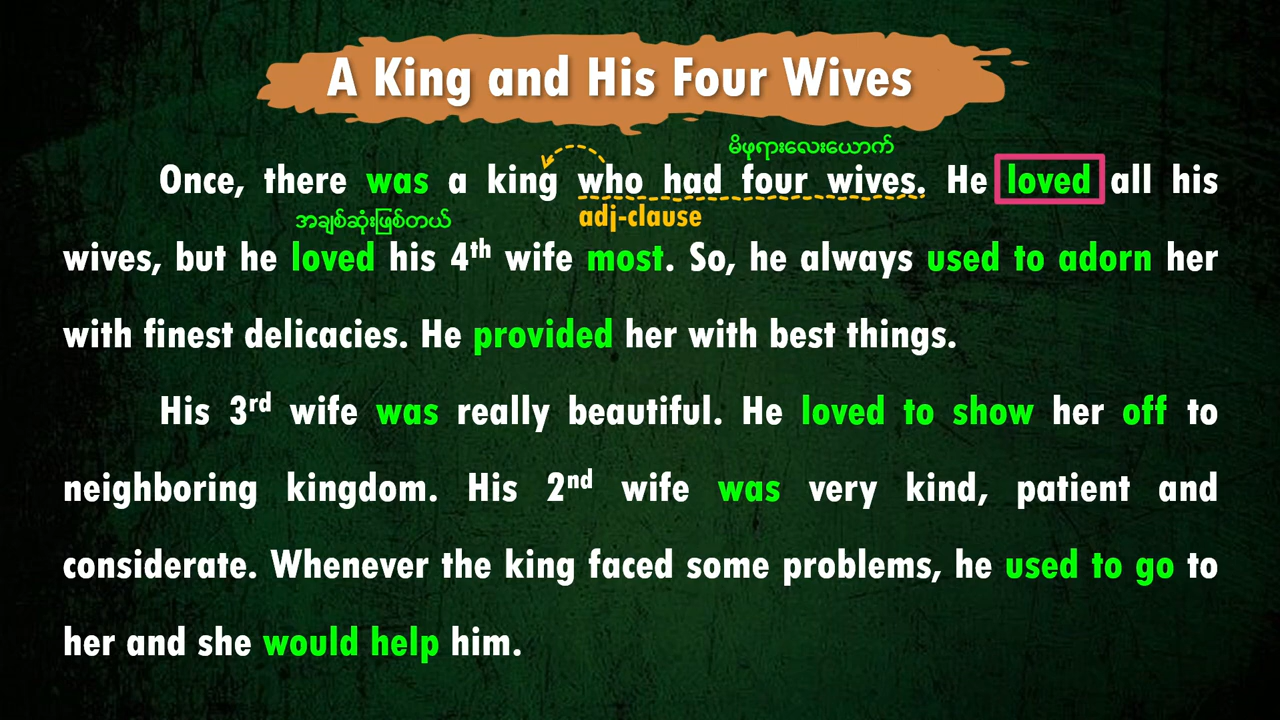 A King and His Four Wives
မိဖုရားလေးယောက်
Once, there was a king who had four wives. He loved all his
အချစ်ဆုံးဖြစ်တယ် adj-clause
wives, but he loved his 4th wife most. So, he always used to adorn her
with finest delicacies. He provided her with best things.
His 3rd wife was really beautiful. He loved to show her off to
neighboring kingdom. His 2nd wife was very kind, patient and
considerate. Whenever the king faced some problems, he used to go to
her and she would help him.